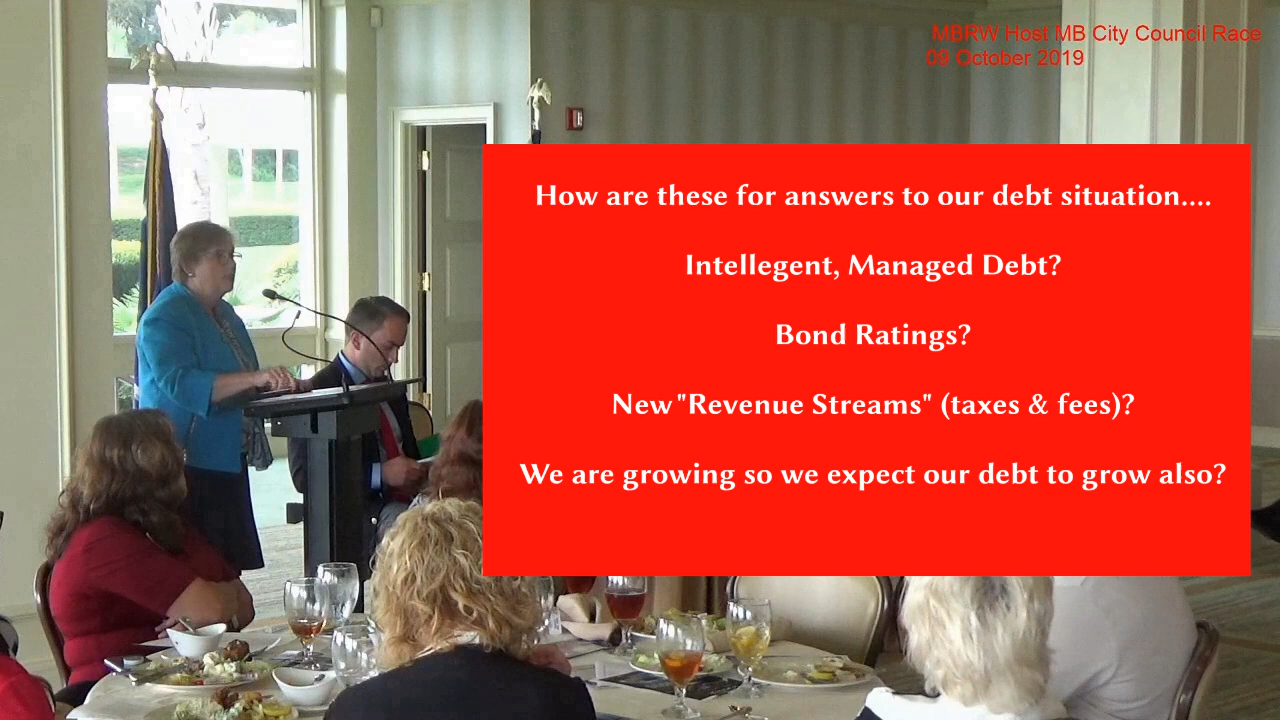 MBRW Host MB City Council Race
09 October 2019
How are these for answers to our debt situation....
Intellegent, Managed Debt?
Bond Ratings?
New "Revenue Streams" (taxes & fees)?
We are growing so we expect our debt to grow also?